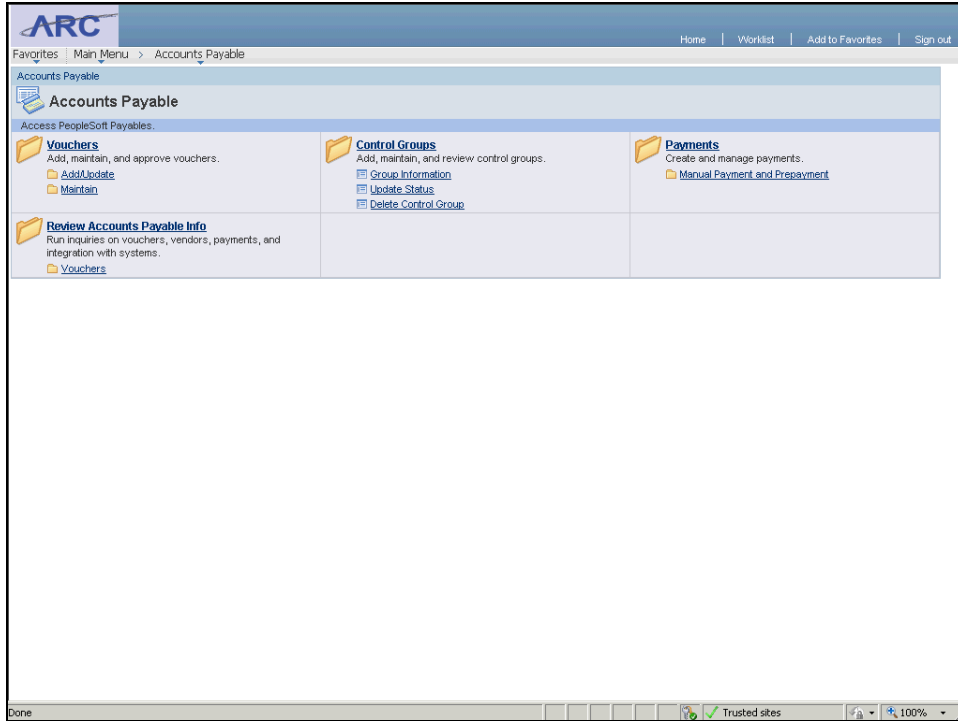 ARC
Home | Worklist | Add to Favorites | Sign out
Favorites Main Menu > Accounts Payable
Accounts Payable
Accounts Payable
Access PeopleSoft Payables.
Vouchers
Add, maintain, and approve vouchers.
Add/Update
Maintain
Control Groups
Add, maintain, and review control groups.
Group Information
Update Status
Delete Control Group
Payments
Create and manage payments.
Manual Payment and Prepayment
Review Accounts Payable Info
Run inquiries on vouchers, vendors, payments, and
integration with systems.
Vouchers
Done
Trusted sites
100%